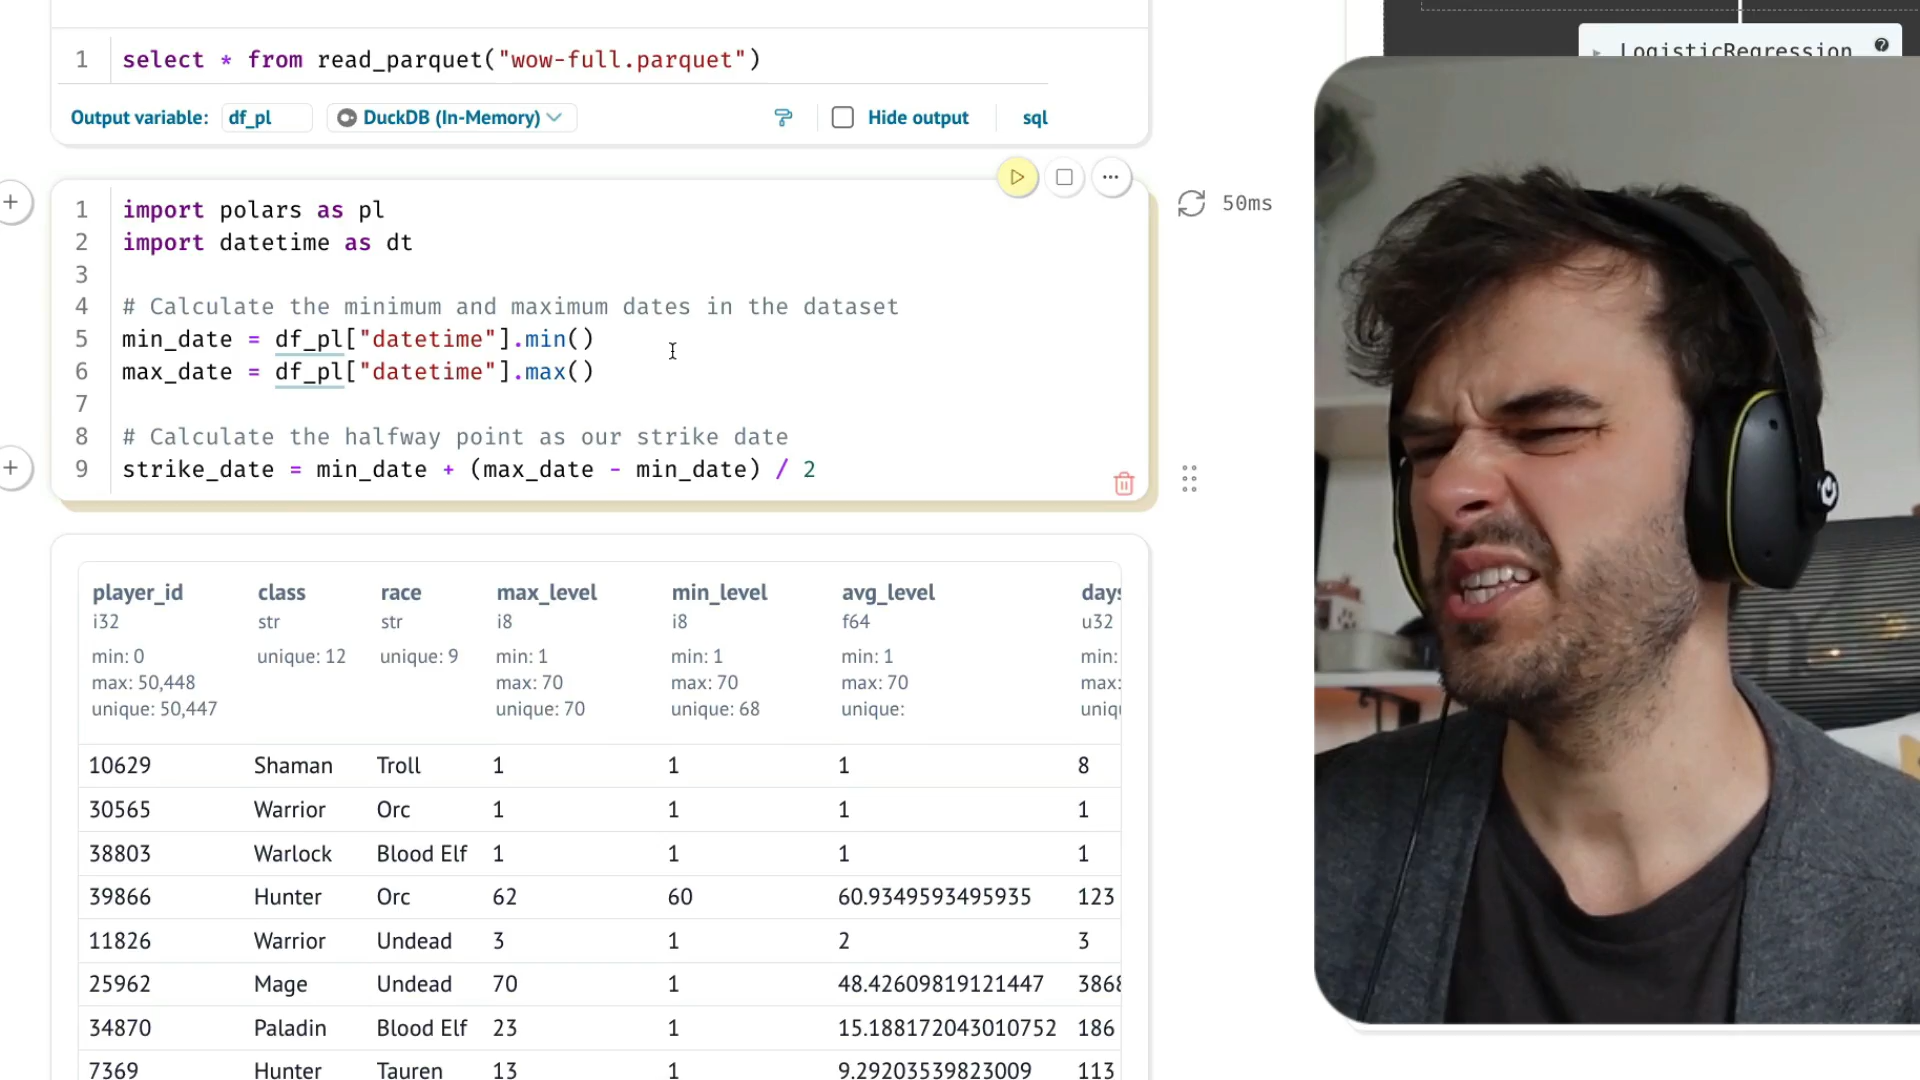 1 select * from read_parquet("wow-full.parquet")
Output variable: df_pl DuckDB (In-Memory) Hide output sql
LogisticRegression ?
50ms
1 import polars as pl
2 import datetime as dt
3
4 # Calculate the minimum and maximum dates in the dataset
5 min_date = df_pl["datetime"].min()
6 max_date = df_pl["datetime"].max()
7
8 # Calculate the halfway point as our strike date
9 strike_date = min_date + (max_date - min_date) / 2
player_id class race max_level min_level avg_level days
i32 str str i8 i8 f64 u32
min: 0 unique: 12 unique: 9 min: 1 min: 1 min: 1 min:
max: 50,448 max: 70 max: 70 max: 70 max:
unique: 50,447 unique: 70 unique: 68 unique: uniq
10629 Shaman Troll 1 1 1 8
30565 Warrior Orc 1 1 1 1
38803 Warlock Blood Elf 1 1 1 1
39866 Hunter Orc 62 60 60.9349593495935 123
11826 Warrior Undead 3 1 2 3
25962 Mage Undead 70 1 48.42609819121447 3868
34870 Paladin Blood Elf 23 1 15.188172043010752 186
7369 Hunter Tauren 13 1 9.29203539823009 113